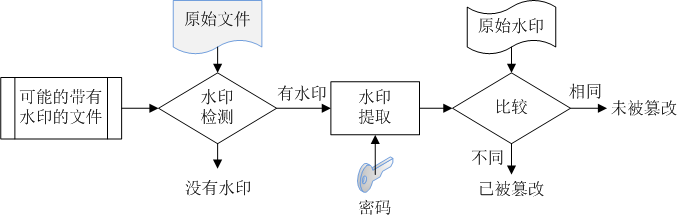 原始文件
原始水印
可能的带有
水印的文件
水印
检测
有水印
水印
提取
比较
相同
未被篡改
不同
没有水印
密码
已被篡改